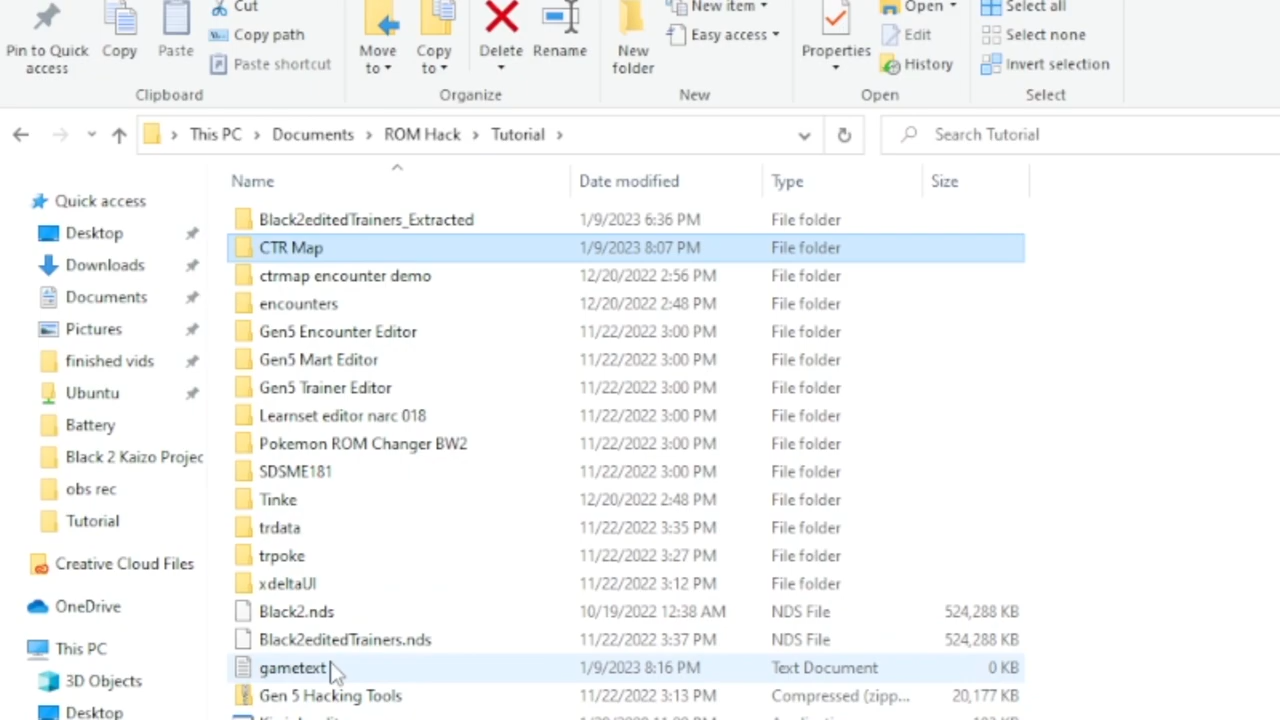 Cut
New item
Open
Select all
Pin to Quick access
Copy
Paste
Copy path
Paste shortcut
Move to
Copy to
Delete
Rename
New folder
Easy access
Properties
Edit
History
Select none
Invert selection
Clipboard
Organize
New
Open
Select
This PC > Documents > ROM Hack > Tutorial >
Search Tutorial
Name Date modified Type Size
Quick access
Desktop
Downloads
Documents
Pictures
finished vids
Ubuntu
Battery
Black 2 Kaizo Projec
obs rec
Tutorial
Creative Cloud Files
OneDrive
This PC
3D Objects
Desktop
Black2editedTrainers_Extracted 1/9/2023 6:36 PM File folder
CTR Map 1/9/2023 8:07 PM File folder
ctrmap encounter demo 12/20/2022 2:56 PM File folder
encounters 12/20/2022 2:48 PM File folder
Gen5 Encounter Editor 11/22/2022 3:00 PM File folder
Gen5 Mart Editor 11/22/2022 3:00 PM File folder
Gen5 Trainer Editor 11/22/2022 3:00 PM File folder
Learnset editor narc 018 11/22/2022 3:00 PM File folder
Pokemon ROM Changer BW2 11/22/2022 3:00 PM File folder
SDSME181 11/22/2022 3:00 PM File folder
Tinke 12/20/2022 2:48 PM File folder
trdata 11/22/2022 3:35 PM File folder
trpoke 11/22/2022 3:27 PM File folder
xdeltaUI 11/22/2022 3:12 PM File folder
Black2.nds 10/19/2022 12:38 AM NDS File 524,288 KB
Black2editedTrainers.nds 11/22/2022 3:37 PM NDS File 524,288 KB
gametext 1/9/2023 8:16 PM Text Document 0 KB
Gen 5 Hacking Tools 11/22/2022 3:13 PM Compressed (zipp... 20,177 KB